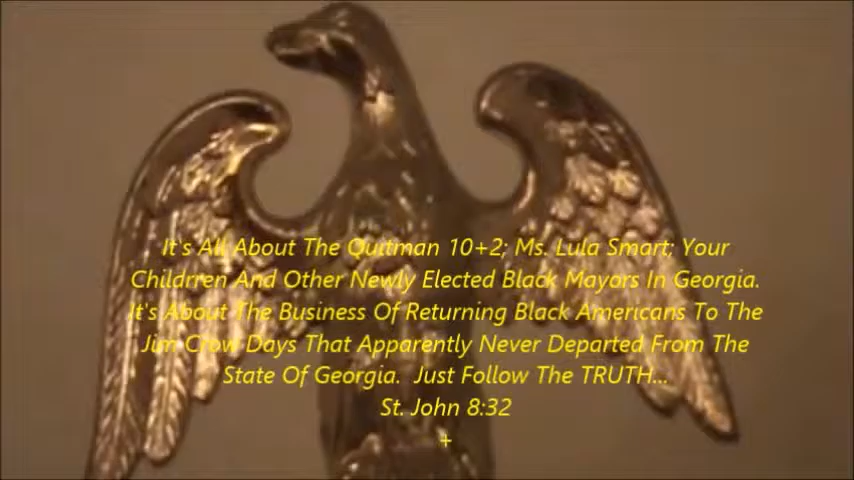 It's All About The Quitman 10+2; Ms. Lula Smart; Your
Childrren And Other Newly Elected Black Mayors In Georgia.
It's About The Business Of Returning Black Americans To The
Jim Crow Days That Apparently Never Departed From The
State Of Georgia.  Just Follow The TRUTH...
St. John 8:32
+